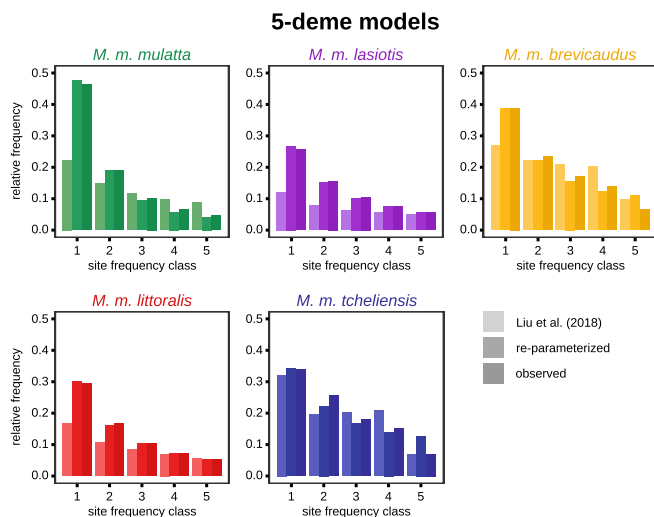 5-deme models
M. m. mulatta
M. m. lasiotis
M. m. brevicaudus
relative frequency
0.5
0.4
0.3
0.2
0.1
0.0
1 2 3 4 5
site frequency class
0.5
0.4
0.3
0.2
0.1
0.0
1 2 3 4 5
site frequency class
0.5
0.4
0.3
0.2
0.1
0.0
1 2 3 4 5
site frequency class
M. m. littoralis
M. m. tcheliensis
relative frequency
0.5
0.4
0.3
0.2
0.1
0.0
1 2 3 4 5
site frequency class
0.5
0.4
0.3
0.2
0.1
0.0
1 2 3 4 5
site frequency class
Liu et al. (2018)
re-parameterized
observed